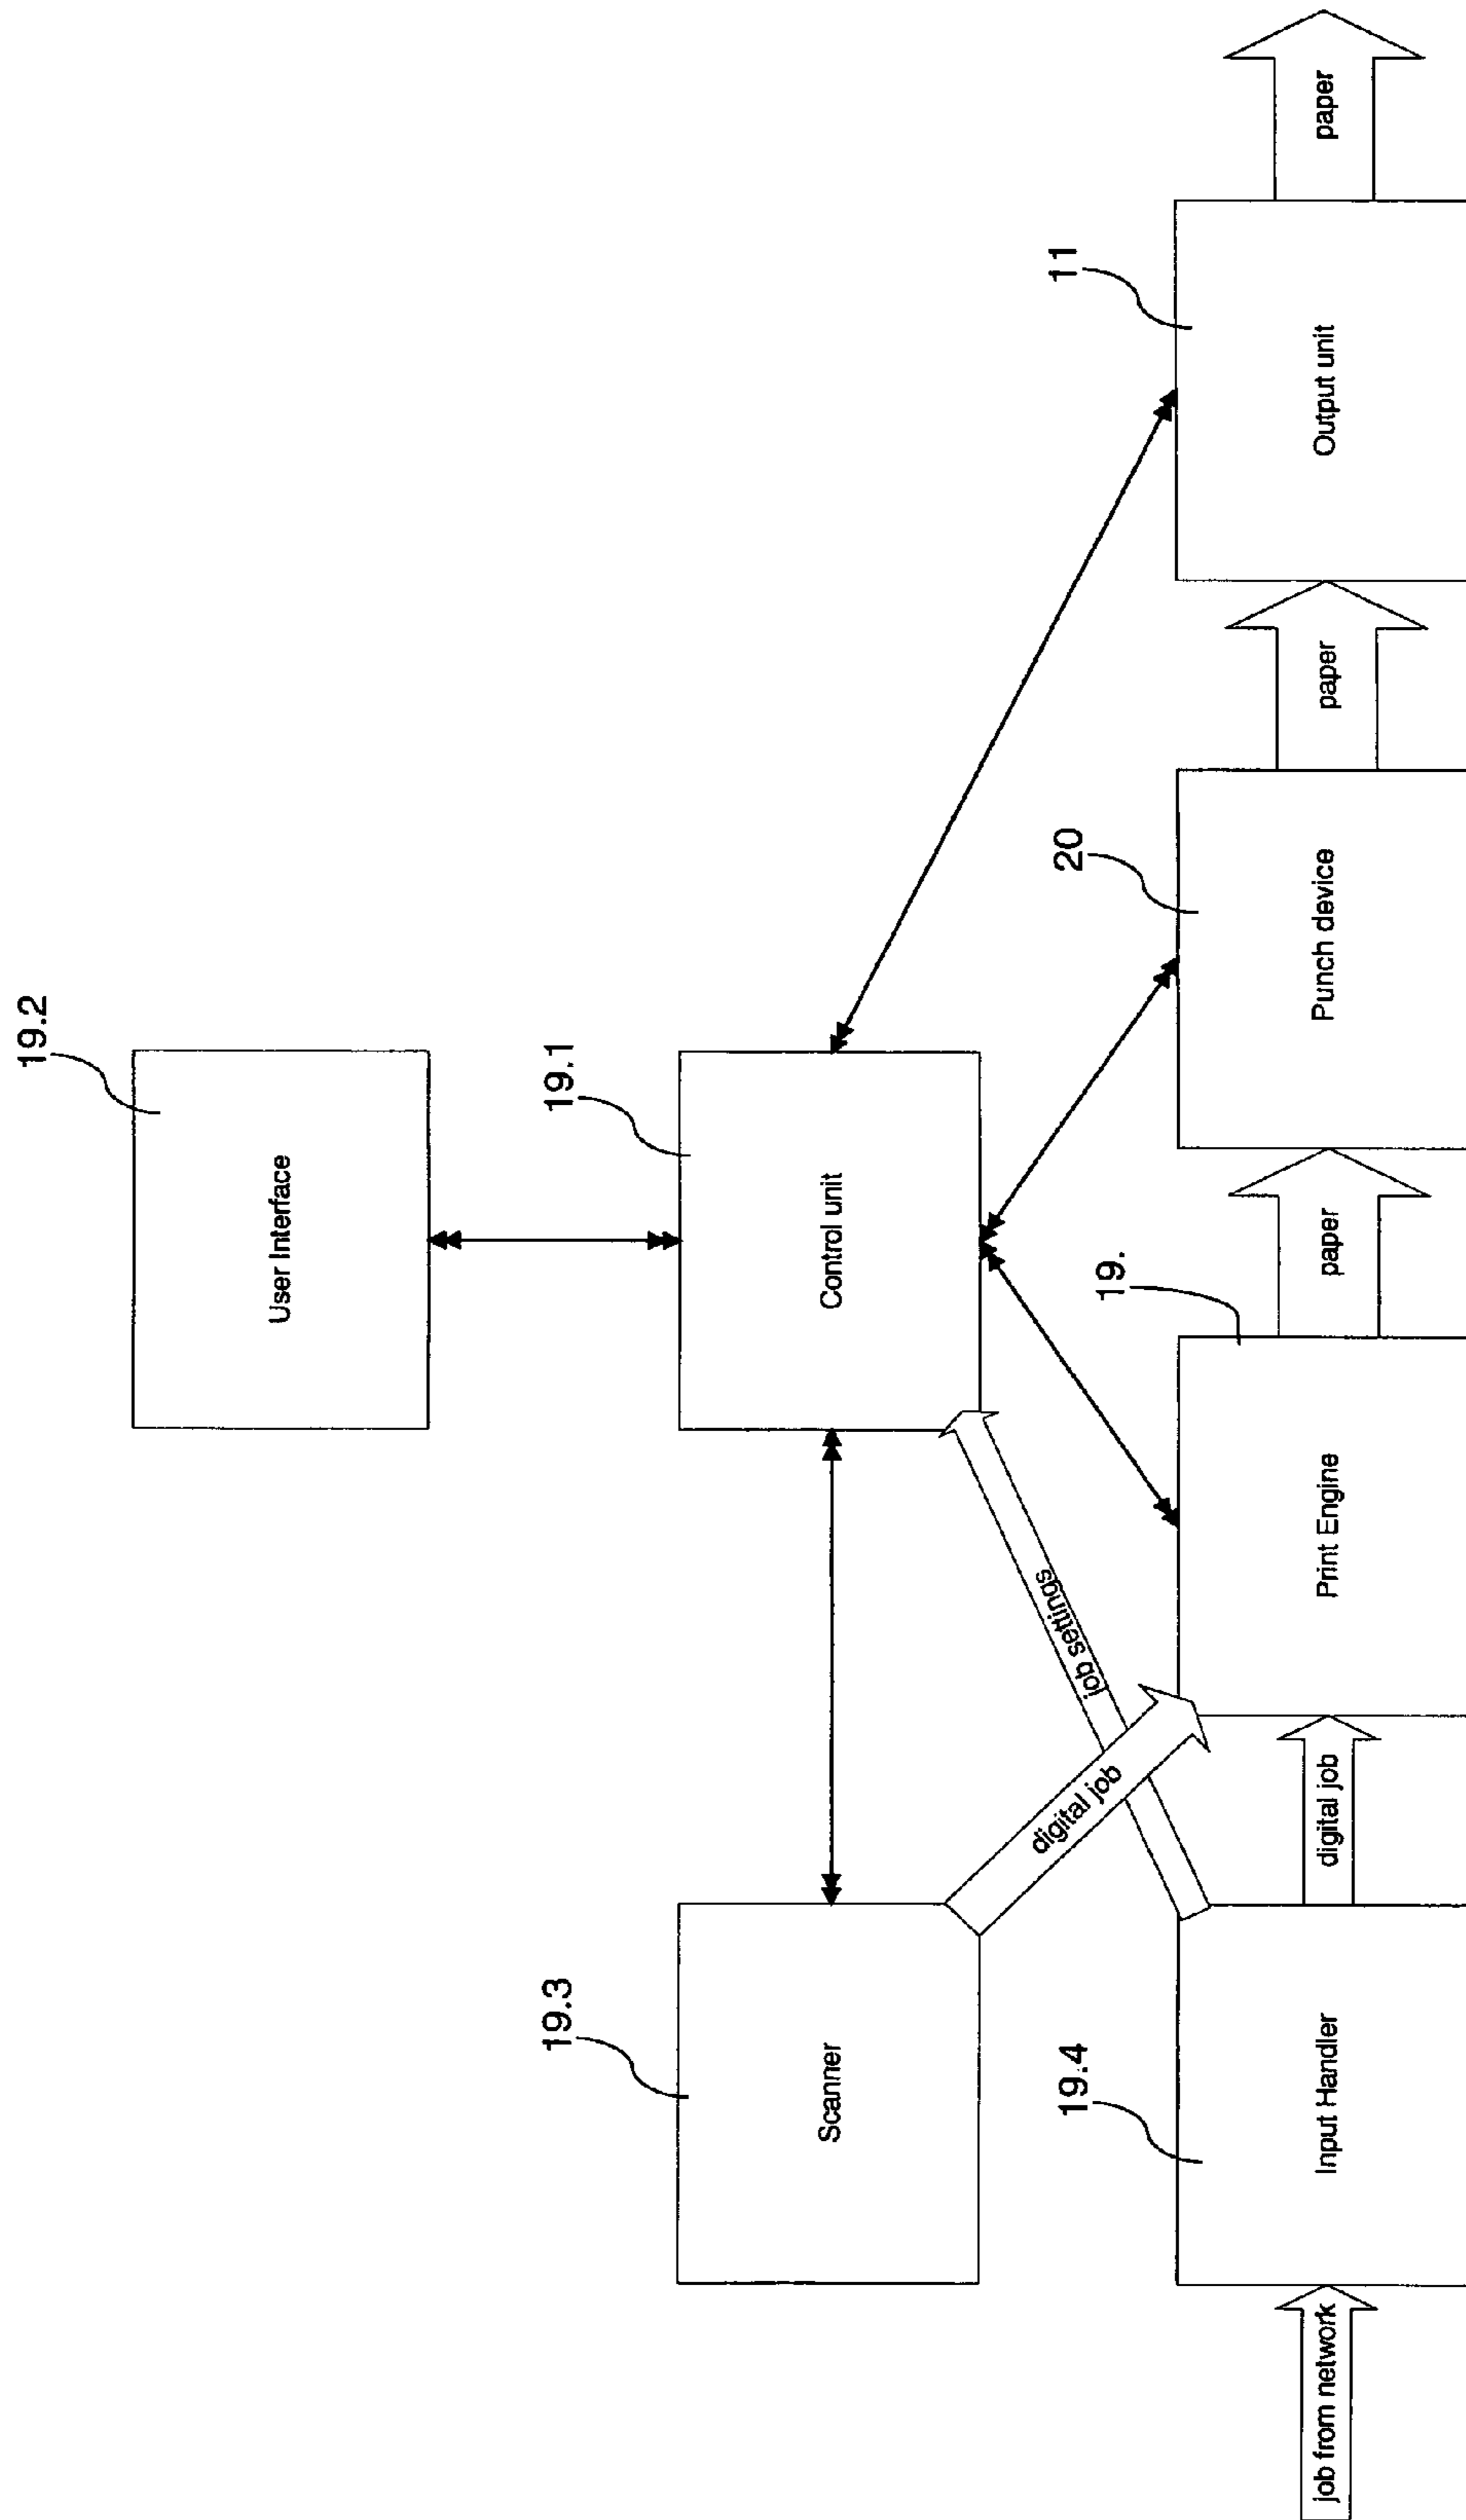 19.2
User Interface
19.3
Scanner
19.1
Control unit
digital job
job settings
19.4
19.
20
11
job from network
Input Handler
digital job
Print Engine
paper
Punch device
paper
Output unit
paper